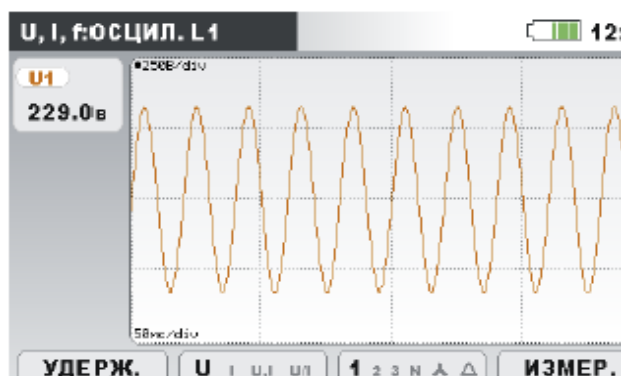 U, I, f:ОСЦИЛ. L1
12:
U1
229.0в
250В/div
50мс/div
УДЕРЖ.
U I U,I U/I
1 2 3 N
ИЗМЕР.